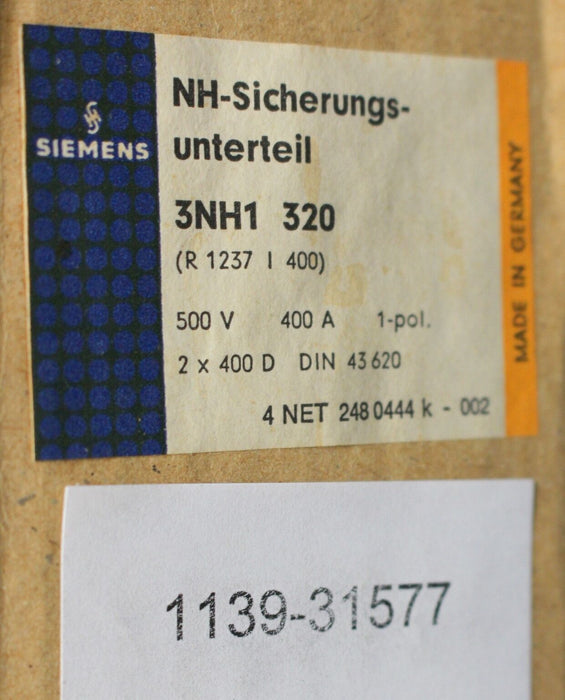 SIEMENS
NH-Sicherungs-
unterteil
3NH1 320
(R 1237 I 400)
500 V 400 A 1-pol.
2 x 400 D DIN 43 620
4 NET 248 0444 k - 002
MADE IN GERMANY
1139-31577